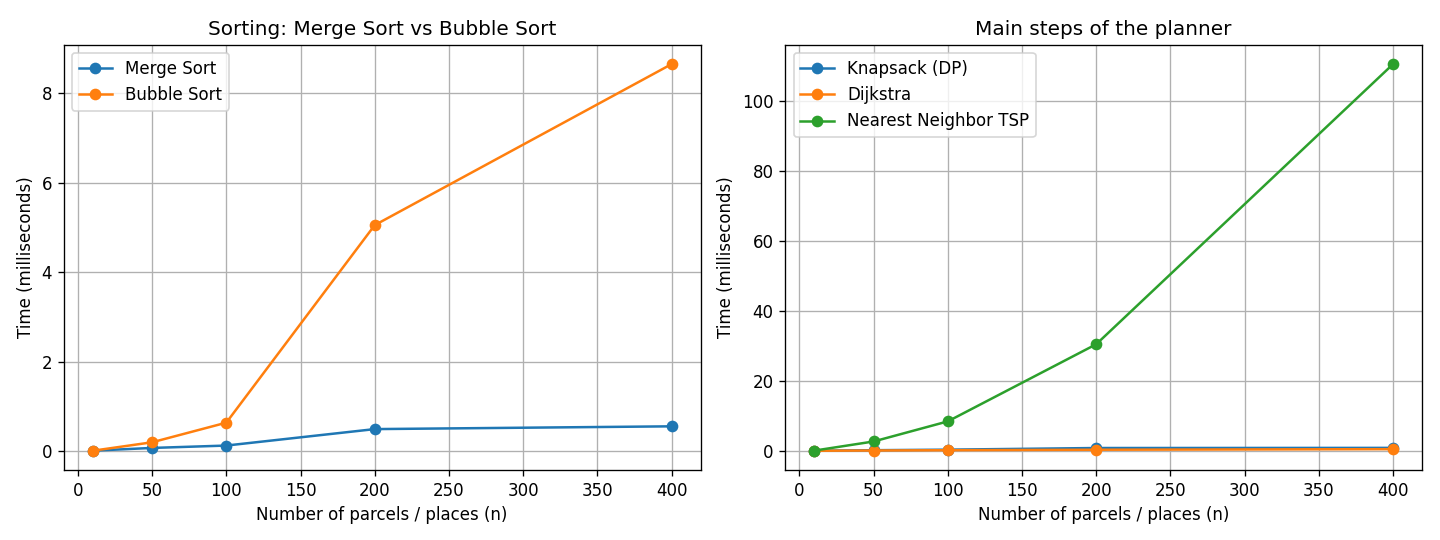 Sorting: Merge Sort vs Bubble Sort
Merge Sort
Bubble Sort
8
6
4
2
0
Time (milliseconds)
0 50 100 150 200 250 300 350 400
Number of parcels / places (n)
Main steps of the planner
Knapsack (DP)
Dijkstra
Nearest Neighbor TSP
100
80
60
40
20
0
Time (milliseconds)
0 50 100 150 200 250 300 350 400
Number of parcels / places (n)